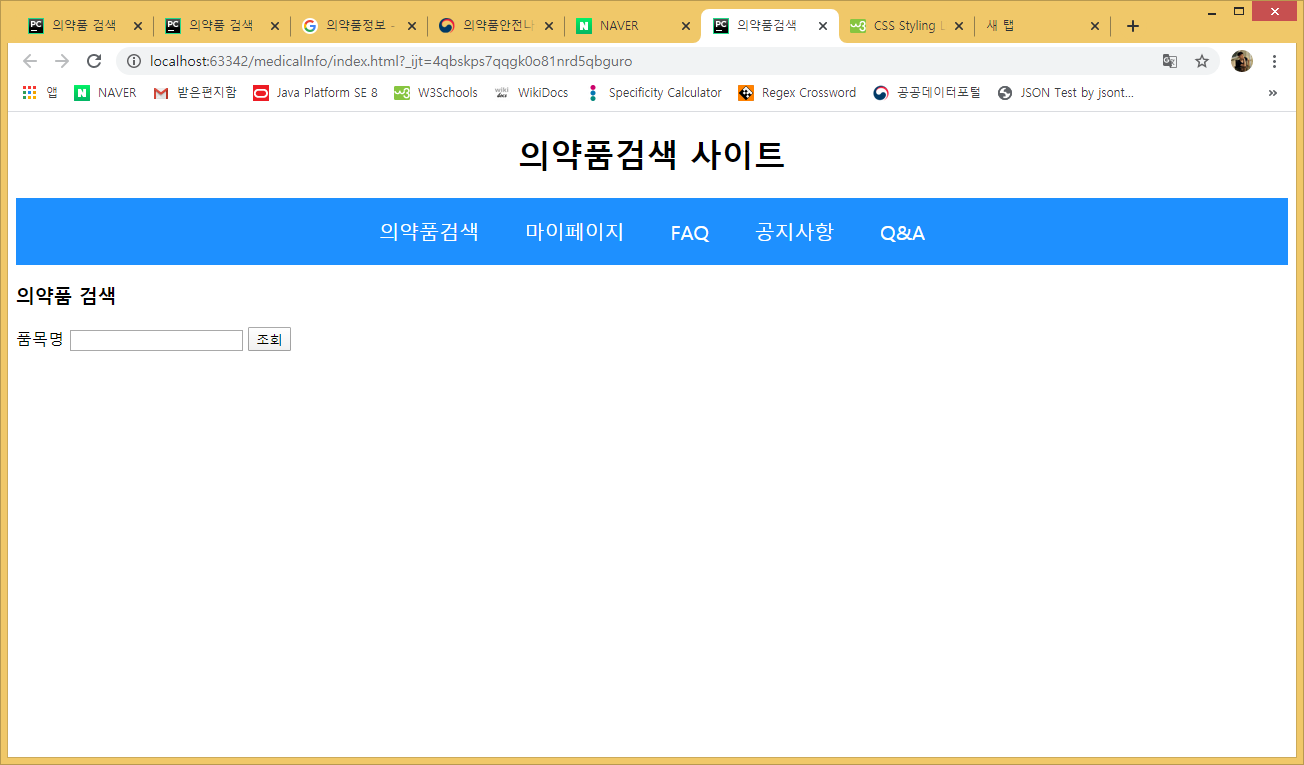 의약품 검색
의약품 검색
의약품정보 -
의약품안전나
NAVER
의약품검색
CSS Styling L
새 탭
localhost:63342/medicalInfo/index.html?_ijt=4qbskps7qqgk0o81nrd5qbguro
앱
NAVER
받은편지함
Java Platform SE 8
W3Schools
WikiDocs
Specificity Calculator
Regex Crossword
공공데이터포털
JSON Test by jsont...
의약품검색 사이트
의약품검색 마이페이지 FAQ 공지사항 Q&A
의약품 검색
품목명 조회